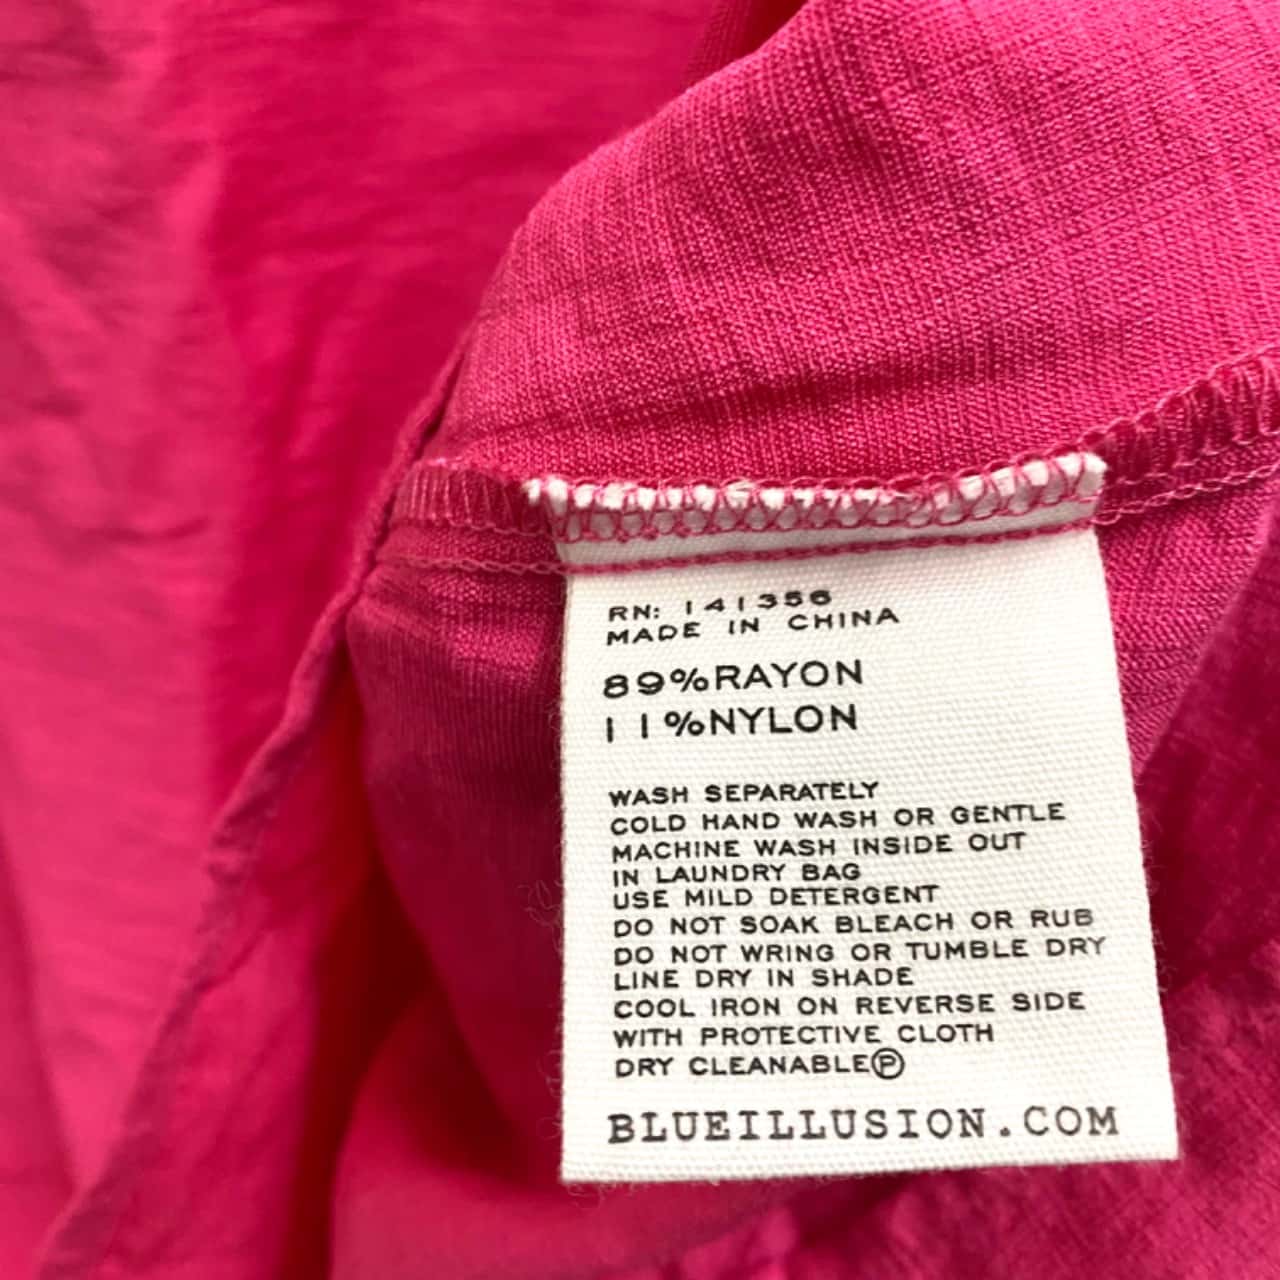 RN: 141356
MADE IN CHINA
89%RAYON
11%NYLON
WASH SEPARATELY
COLD HAND WASH OR GENTLE
MACHINE WASH INSIDE OUT
IN LAUNDRY BAG
USE MILD DETERGENT
DO NOT SOAK BLEACH OR RUB
DO NOT WRING OR TUMBLE DRY
LINE DRY IN SHADE
COOL IRON ON REVERSE SIDE
WITH PROTECTIVE CLOTH
DRY CLEANABLEⓅ
BLUEILLUSION.COM